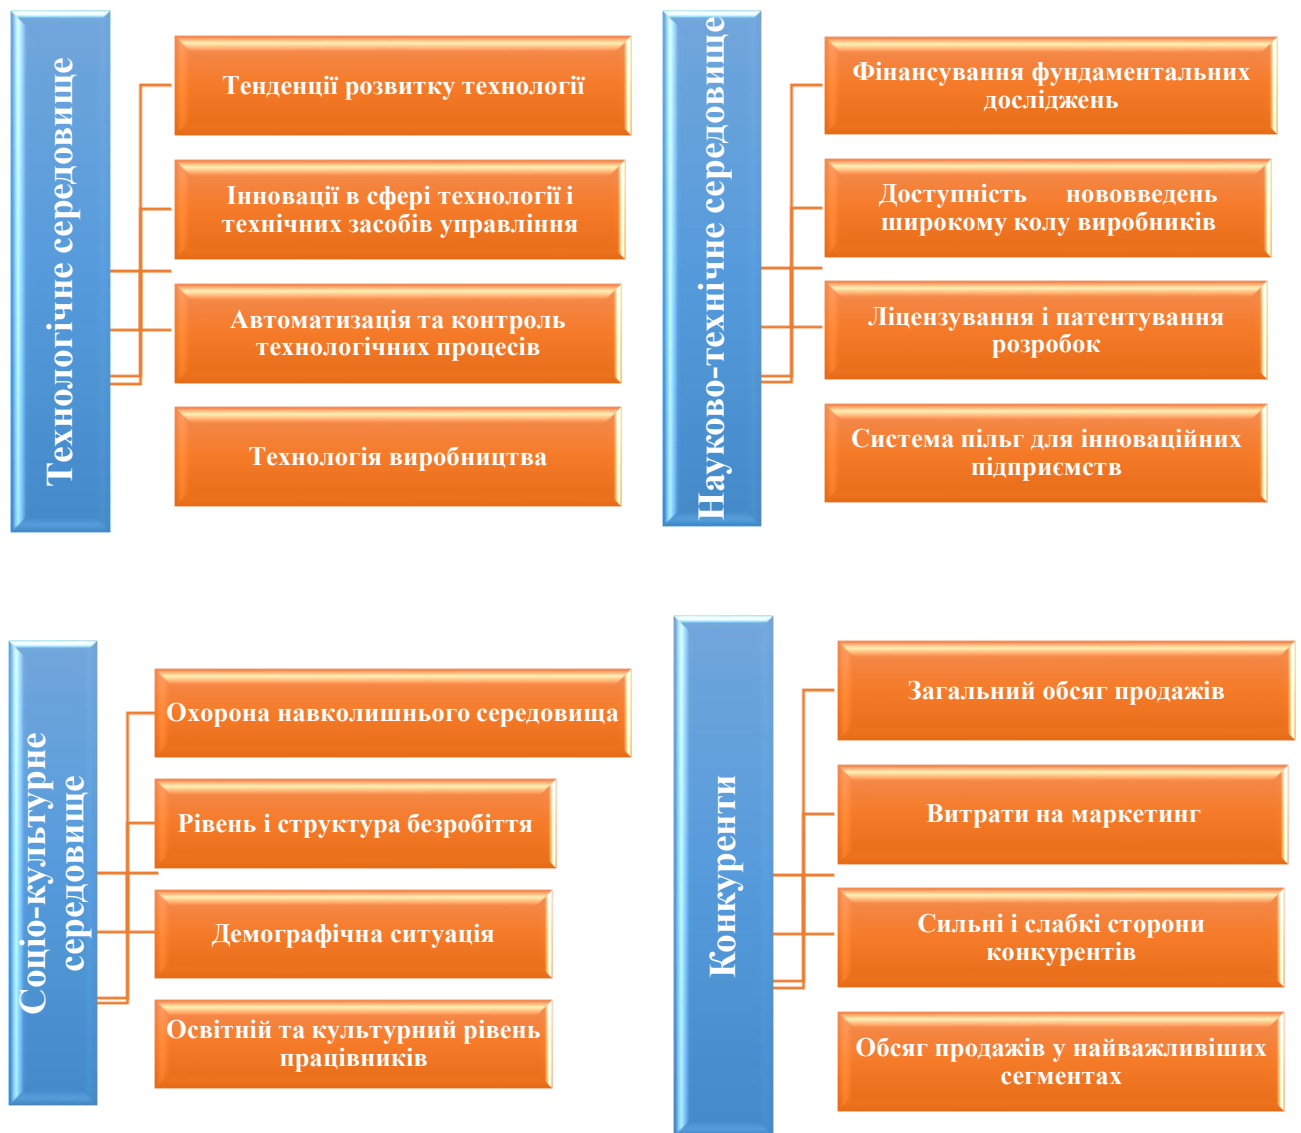 Технологічне середовище
Тенденції розвитку технології
Інновації в сфері технології і
технічних засобів управління
Автоматизація та контроль
технологічних процесів
Технологія виробництва
Науково-технічне середовище
Фінансування фундаментальних
досліджень
Доступність нововведень
широкому колу виробників
Ліцензування і патентування
розробок
Система пільг для інноваційних
підприємств
Соціо-культурне
середовище
Охорона навколишнього середовища
Рівень і структура безробіття
Демографічна ситуація
Освітній та культурний рівень
працівників
Конкуренти
Загальний обсяг продажів
Витрати на маркетинг
Сильні і слабкі сторони
конкурентів
Обсяг продажів у найважливіших
сегментах